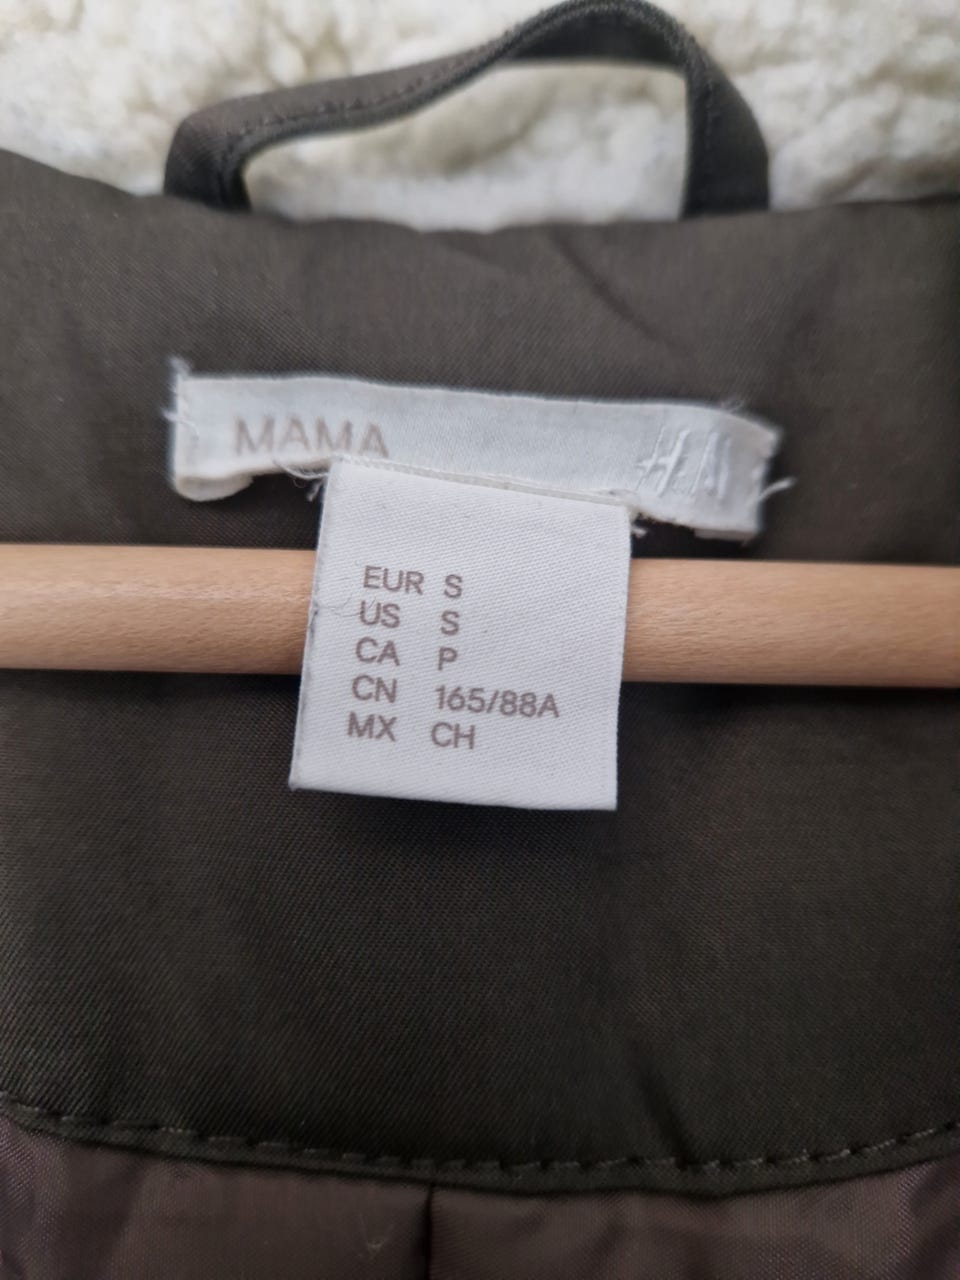 MAMA
EUR S
US S
CA P
CN 165/88A
MX CH